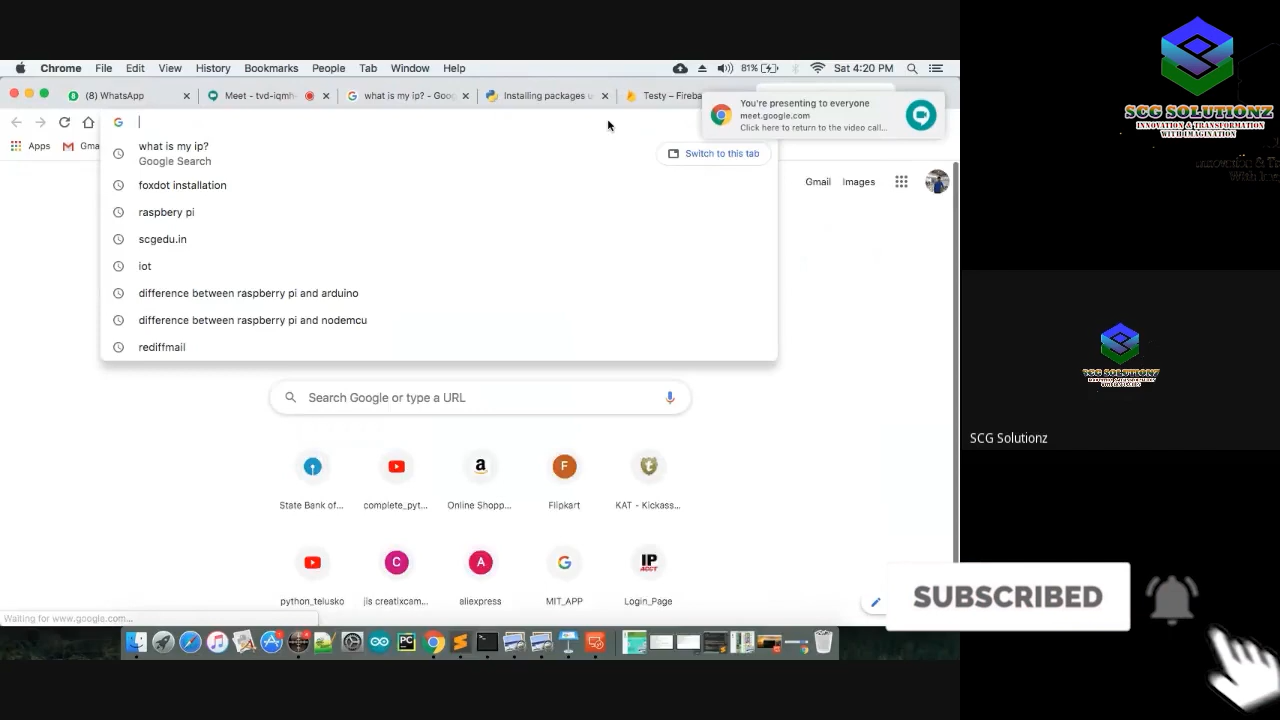 SCG SOLUTIONZ
INNOVATION & TRANSFORMATION
WITH IMAGINATION
Chrome File Edit View History Bookmarks People Tab Window Help 81% Sat 4:20 PM
(8) WhatsApp
Meet - tvd-iqmh
what is my ip? - Goo
Installing packages u
Testy – Fireba
You're presenting to everyone
meet.google.com
Click here to return to the video call...
Apps Gma
what is my ip?
Google Search
Switch to this tab
foxdot installation
raspbery pi
scgedu.in
iot
difference between raspberry pi and arduino
difference between raspberry pi and nodemcu
rediffmail
Gmail Images
Search Google or type a URL
State Bank of... complete_pyt... Online Shopp... Flipkart KAT - Kickass...
python_telusko jis creatixcam... aliexpress MIT_APP Login_Page
Waiting for www.google.com...
SCG SOLUTIONZ
SCG Solutionz
SUBSCRIBED